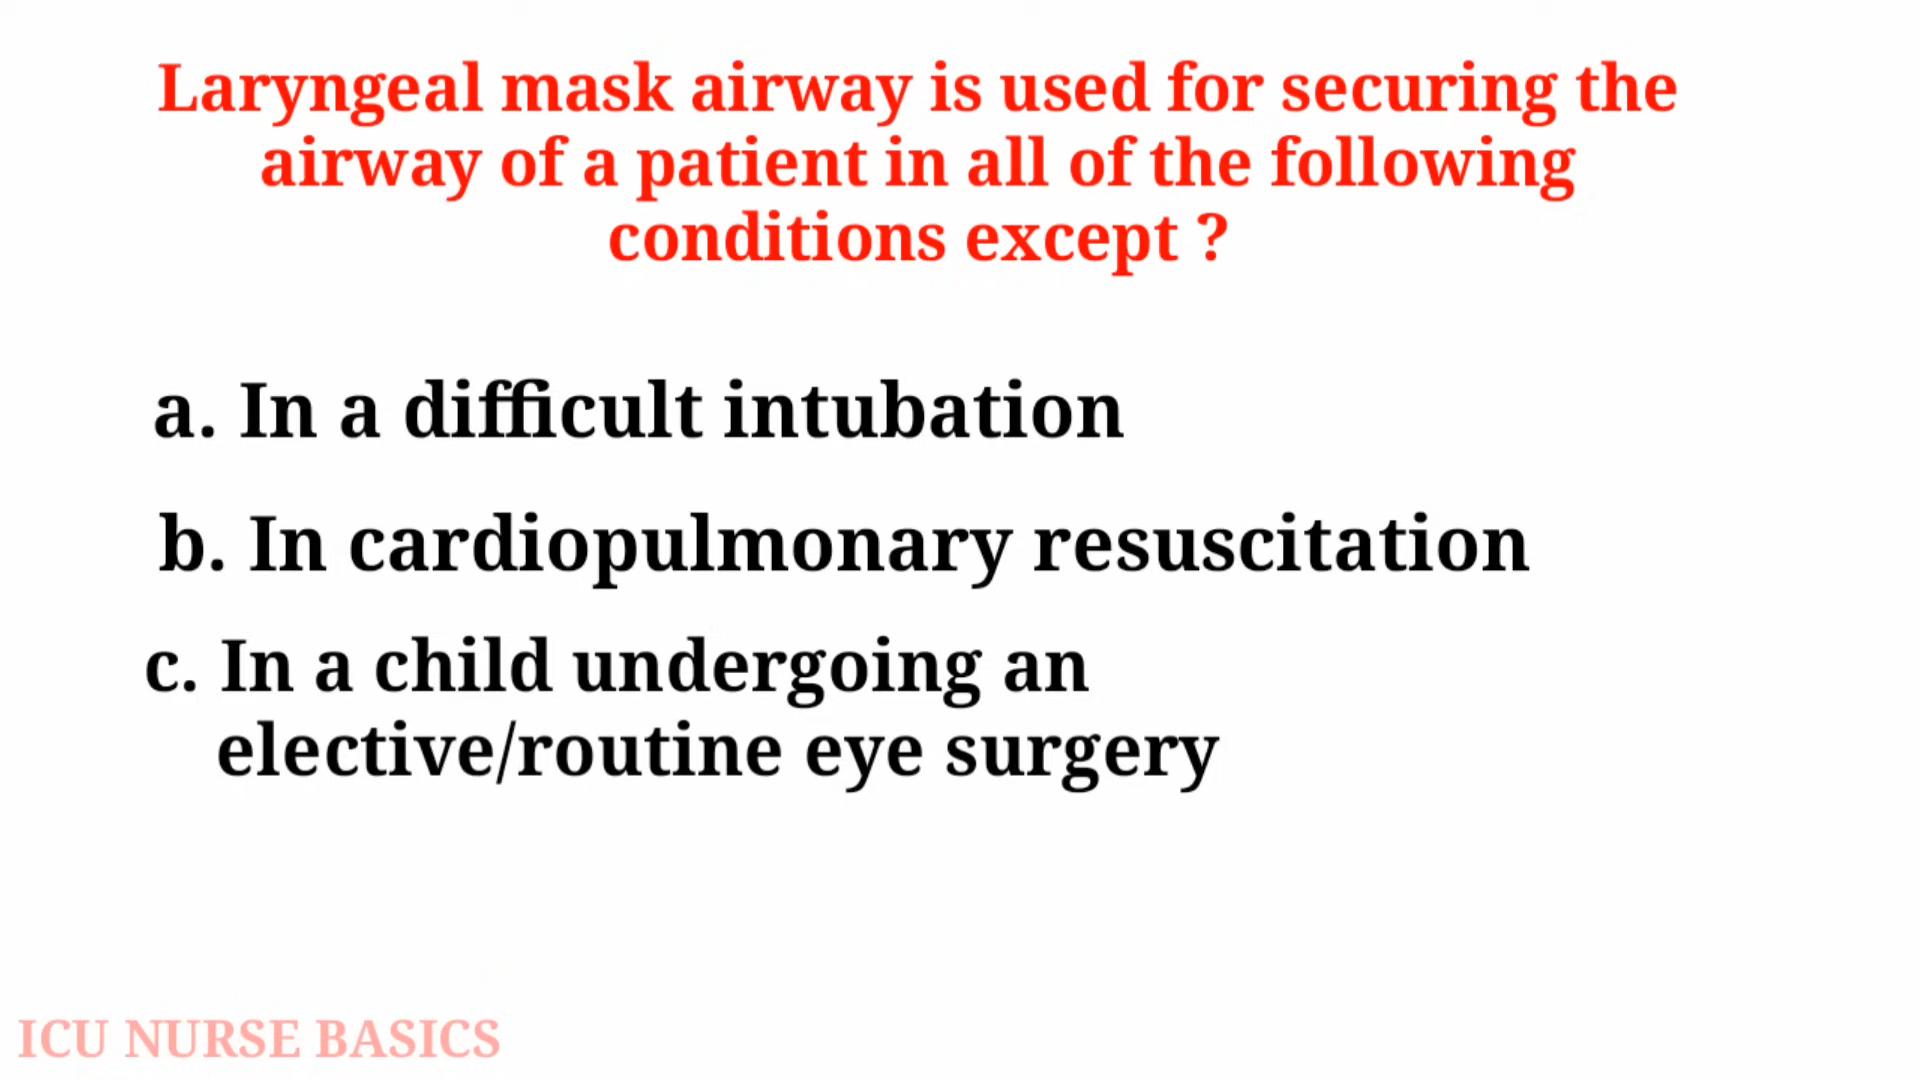 Laryngeal mask airway is used for securing the
airway of a patient in all of the following
conditions except ?
a. In a difficult intubation
b. In cardiopulmonary resuscitation
c. In a child undergoing an
elective/routine eye surgery
ICU NURSE BASICS